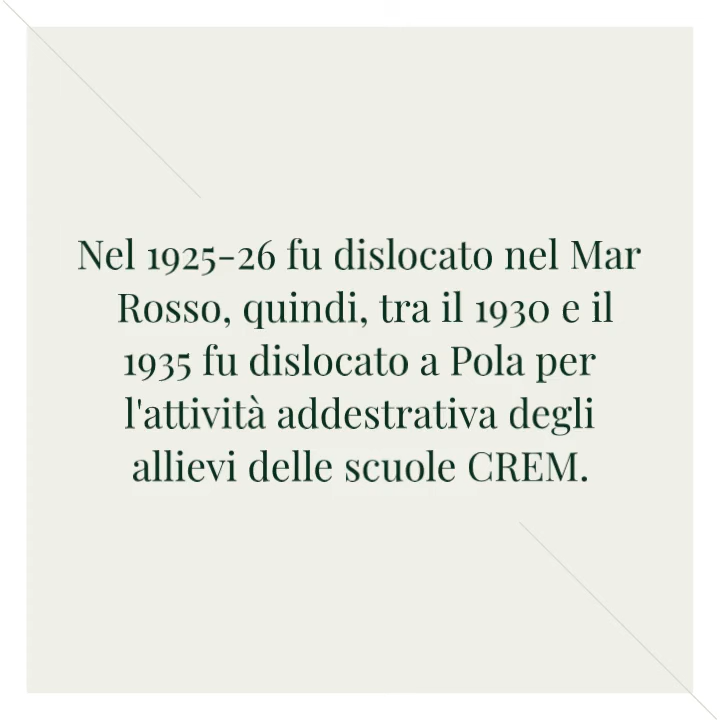 Nel 1925-26 fu dislocato nel Mar
Rosso, quindi, tra il 1930 e il
1935 fu dislocato a Pola per
l'attività addestrativa degli
allievi delle scuole CREM.